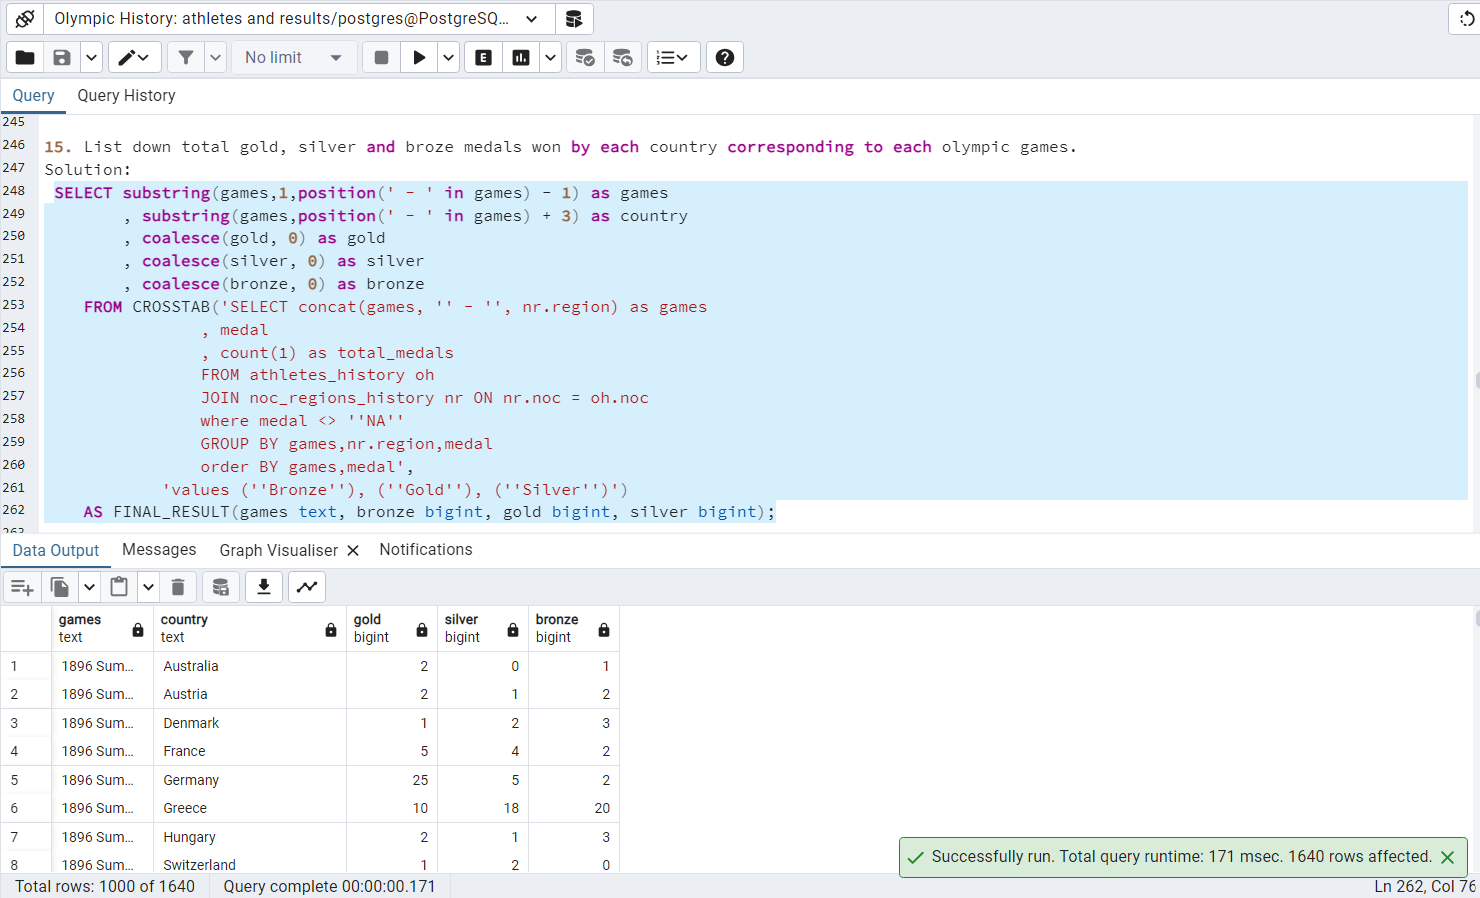 Olympic History: athletes and results/postgres@PostgreSQ...
No limit
E
Query Query History
245
246 15. List down total gold, silver and broze medals won by each country corresponding to each olympic games.
247 Solution:
248 SELECT substring(games,1,position(' - ' in games) - 1) as games
249 , substring(games,position(' - ' in games) + 3) as country
250 , coalesce(gold, 0) as gold
251 , coalesce(silver, 0) as silver
252 , coalesce(bronze, 0) as bronze
253 FROM CROSSTAB('SELECT concat(games, '' - '', nr.region) as games
254 , medal
255 , count(1) as total_medals
256 FROM athletes_history oh
257 JOIN noc_regions_history nr ON nr.noc = oh.noc
258 where medal <> ''NA''
259 GROUP BY games,nr.region,medal
260 order BY games,medal',
261 'values (''Bronze''), (''Gold''), (''Silver'')')
262 AS FINAL_RESULT(games text, bronze bigint, gold bigint, silver bigint);
263
Data Output Messages Graph Visualiser Notifications
games country gold silver bronze
text text bigint bigint bigint
1 1896 Sum... Australia 2 0 1
2 1896 Sum... Austria 2 1 2
3 1896 Sum... Denmark 1 2 3
4 1896 Sum... France 5 4 2
5 1896 Sum... Germany 25 5 2
6 1896 Sum... Greece 10 18 20
7 1896 Sum... Hungary 2 1 3
8 1896 Sum... Switzerland 1 2 0
Successfully run. Total query runtime: 171 msec. 1640 rows affected.
Total rows: 1000 of 1640 Query complete 00:00:00.171 Ln 262, Col 76